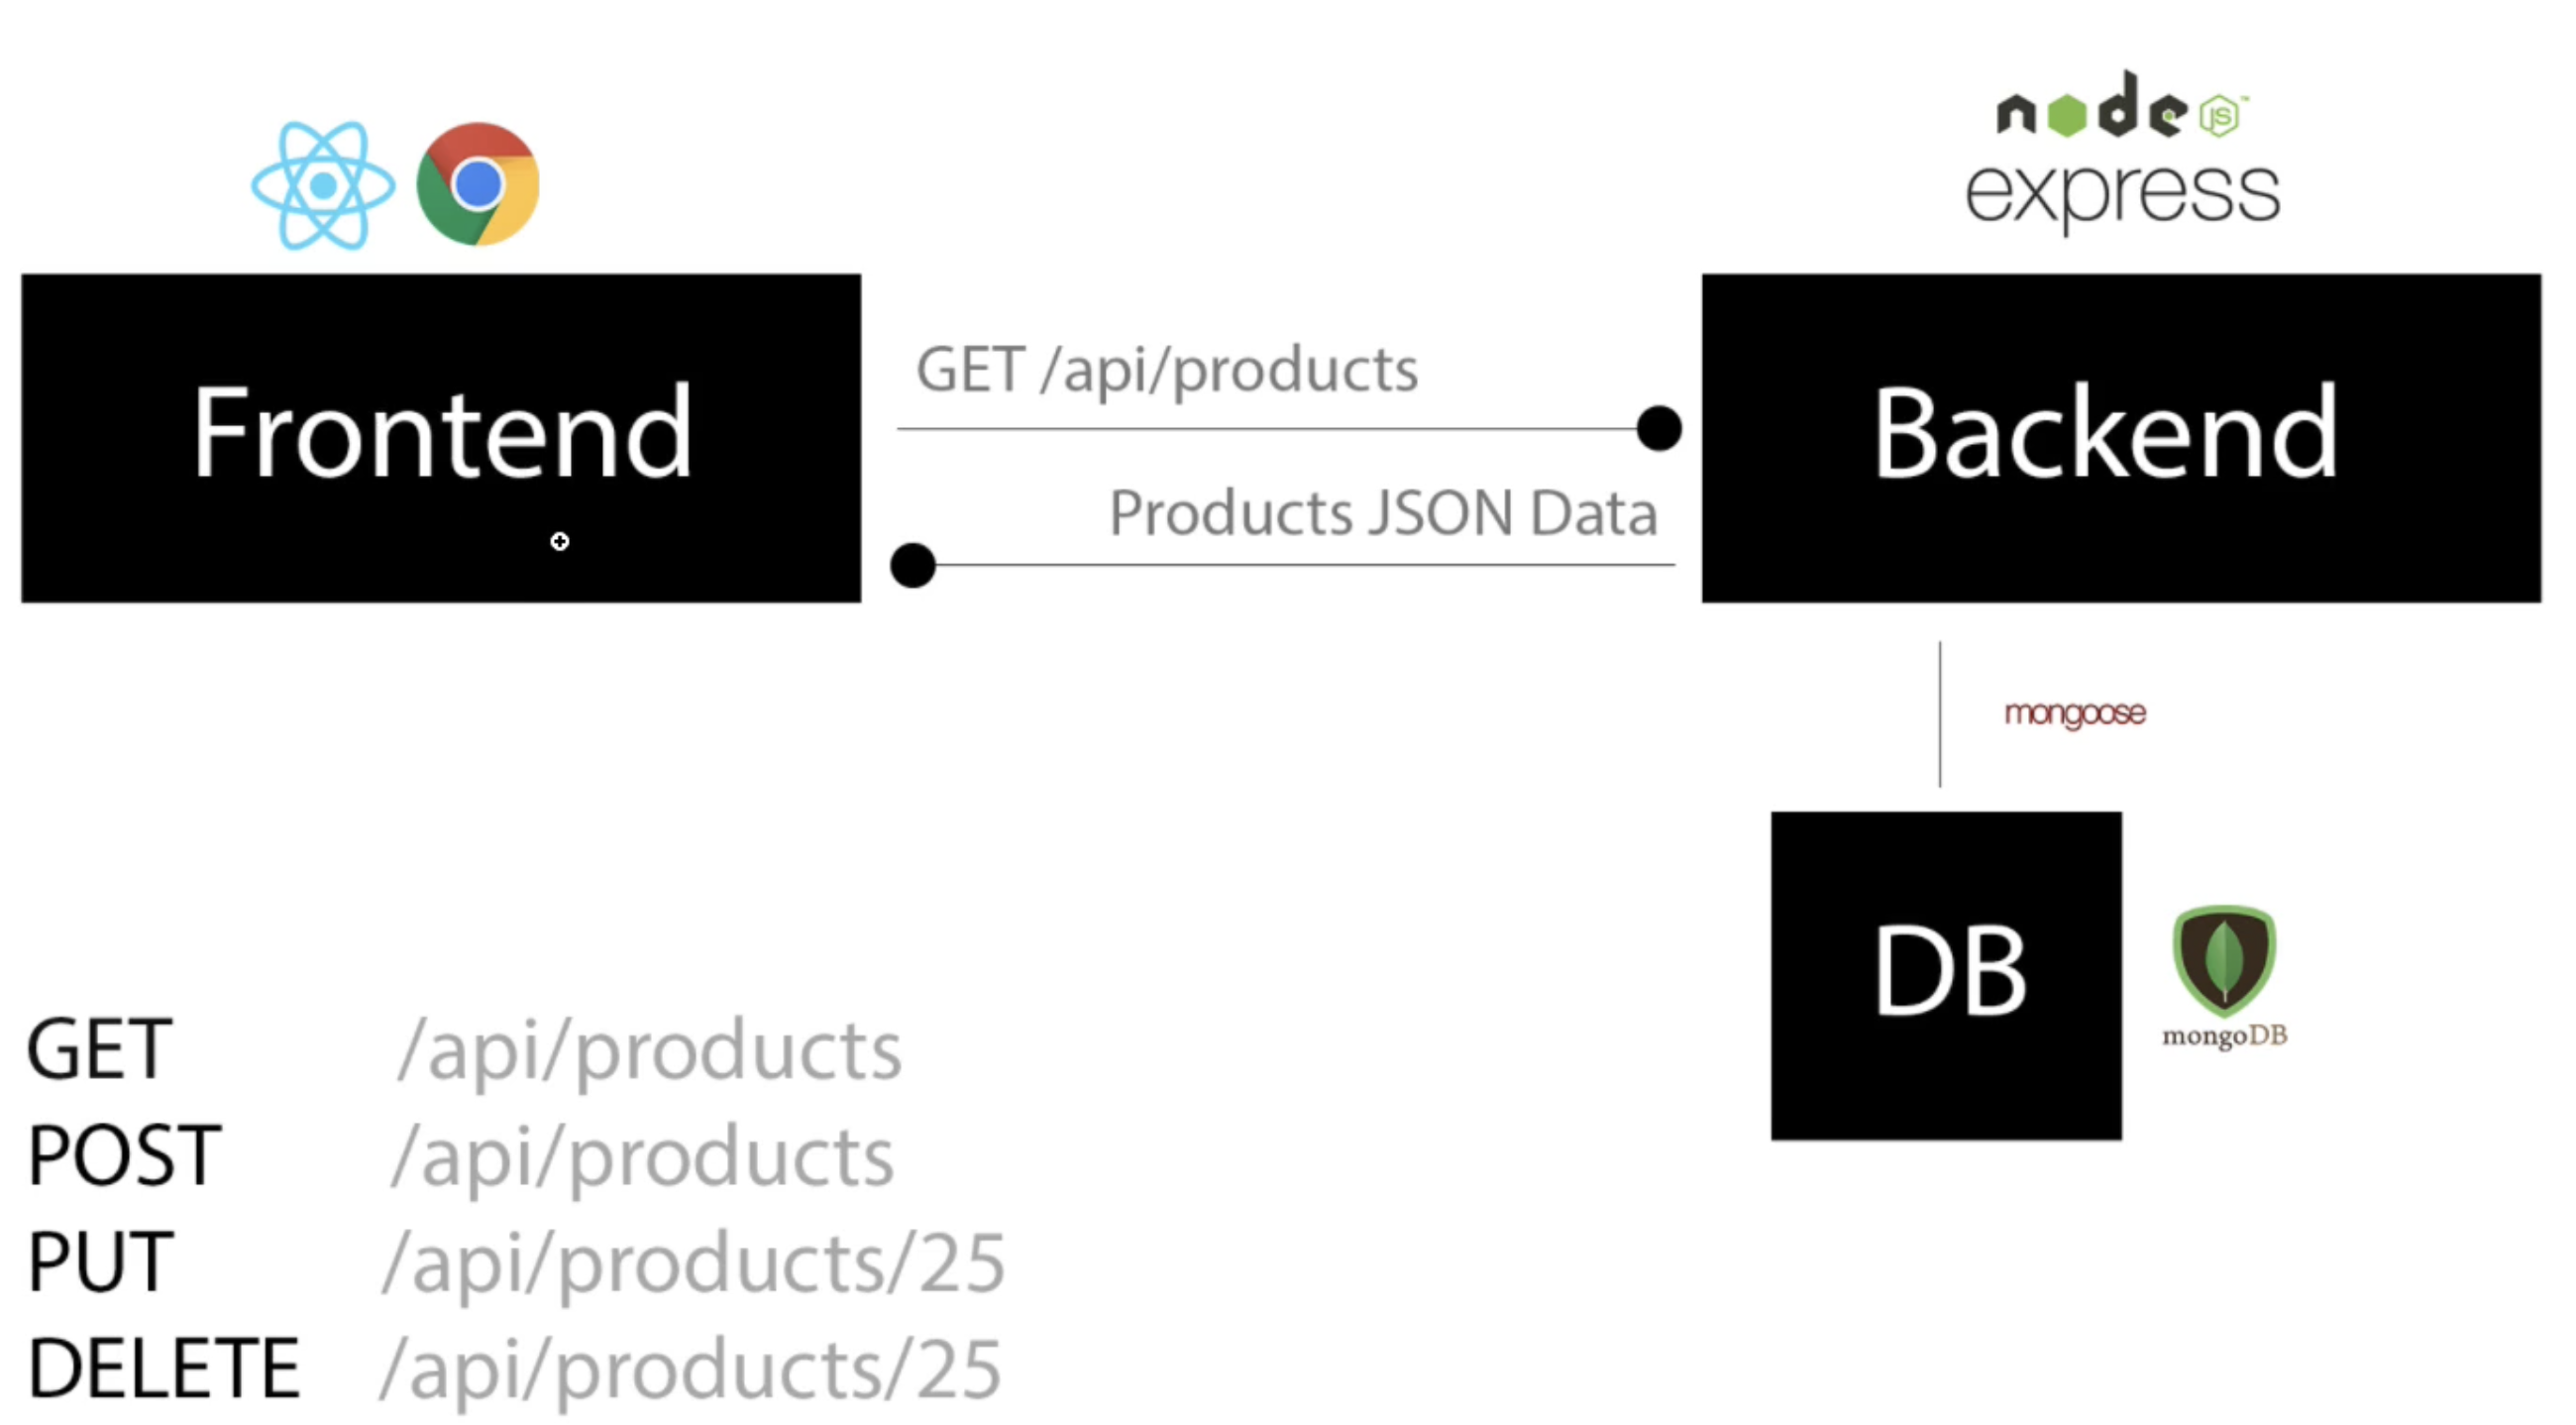 node JS™
express
Frontend
GET /api/products
Products JSON Data
Backend
mongoose
DB
mongoDB
GET /api/products
POST /api/products
PUT /api/products/25
DELETE /api/products/25